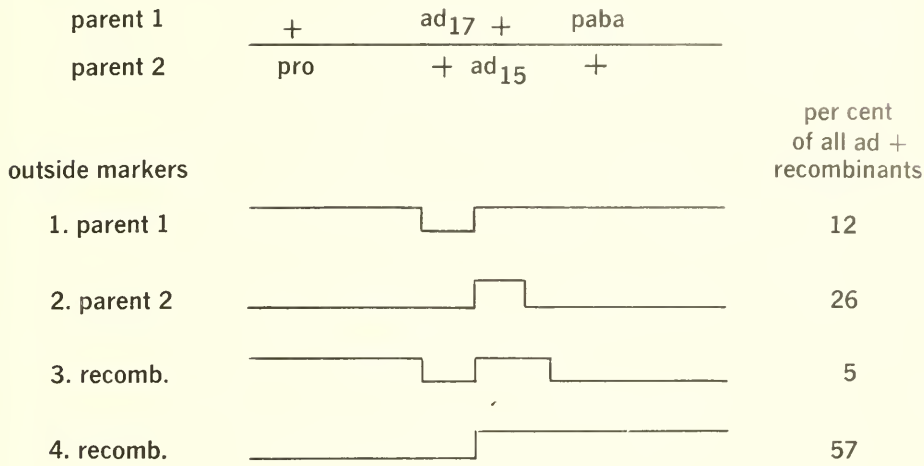 parent 1 + ad17 + paba
parent 2 pro + ad15 +
per cent
of all ad +
outside markers recombinants
1. parent 1 12
2. parent 2 26
3. recomb. 5
4. recomb. 57